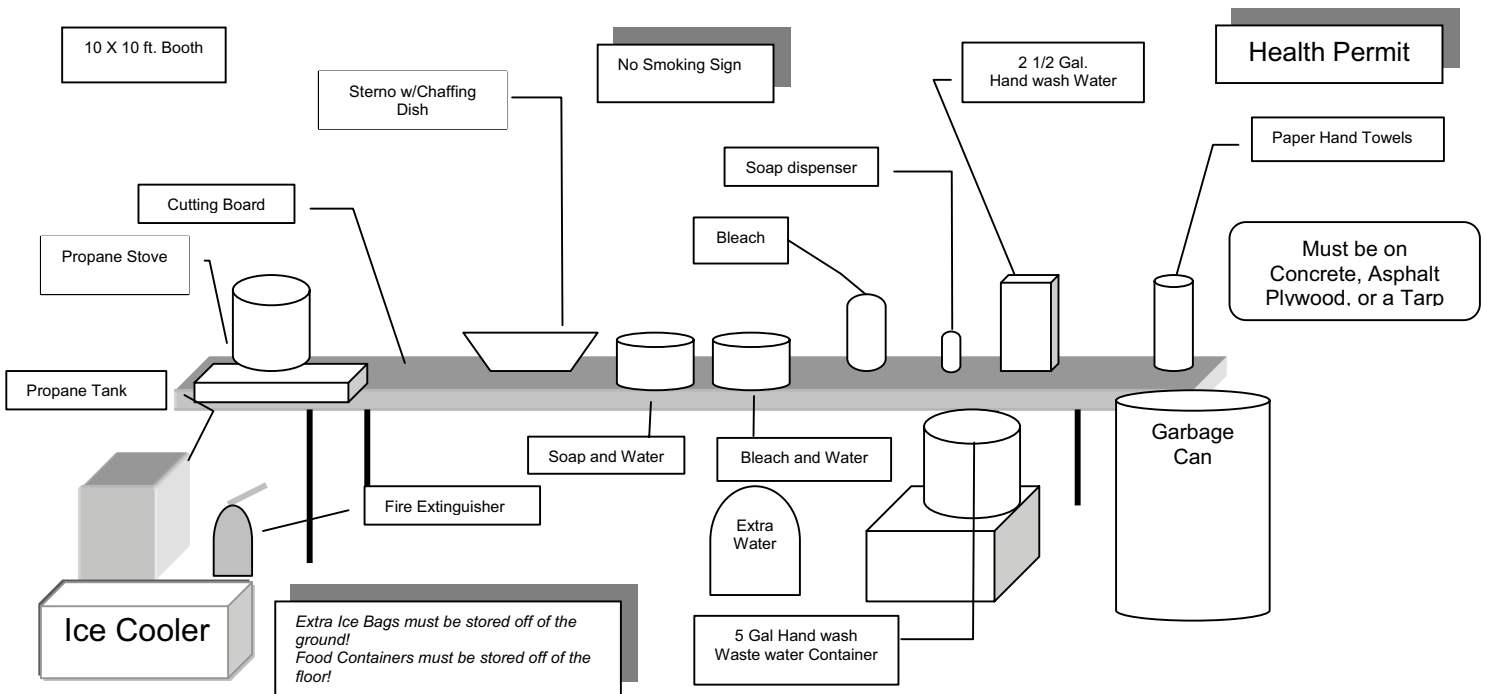 10 X 10 ft. Booth
No Smoking Sign
2 1/2 Gal.
Hand wash Water
Health Permit
Sterno w/Chaffing
Dish
Paper Hand Towels
Soap dispenser
Cutting Board
Bleach
Propane Stove
Must be on
Concrete, Asphalt
Plywood, or a Tarp
Propane Tank
Garbage
Can
Soap and Water
Bleach and Water
Fire Extinguisher
Extra
Water
Ice Cooler
Extra Ice Bags must be stored off of the
ground!
Food Containers must be stored off of the
floor!
5 Gal Hand wash
Waste water Container